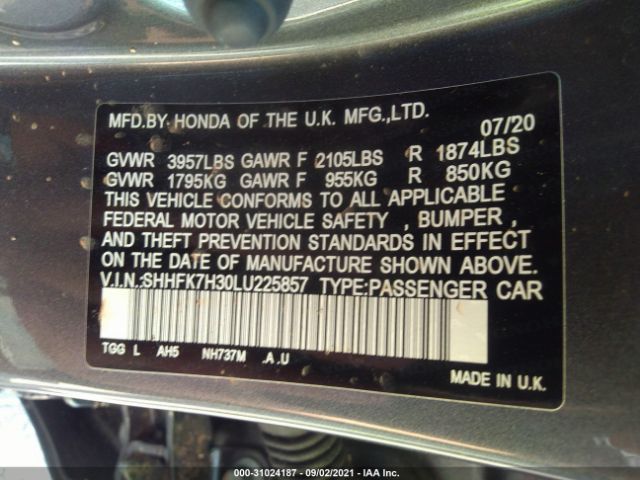 MFD.BY HONDA OF THE U.K. MFG.,LTD.
07/20
GVWR 3957LBS GAWR F 2105LBS R 1874LBS
GVWR 1795KG GAWR F 955KG R 850KG
THIS VEHICLE CONFORMS TO ALL APPLICABLE
FEDERAL MOTOR VEHICLE SAFETY , BUMPER ,
AND THEFT PREVENTION STANDARDS IN EFFECT
ON THE DATE OF MANUFACTURE SHOWN ABOVE.
V.I.N.:SHHFK7H30LU225857 TYPE:PASSENGER CAR
TGG L AH5 NH737M .A .U
MADE IN U.K.
000-31024187 - 09/02/2021 - IAA Inc.